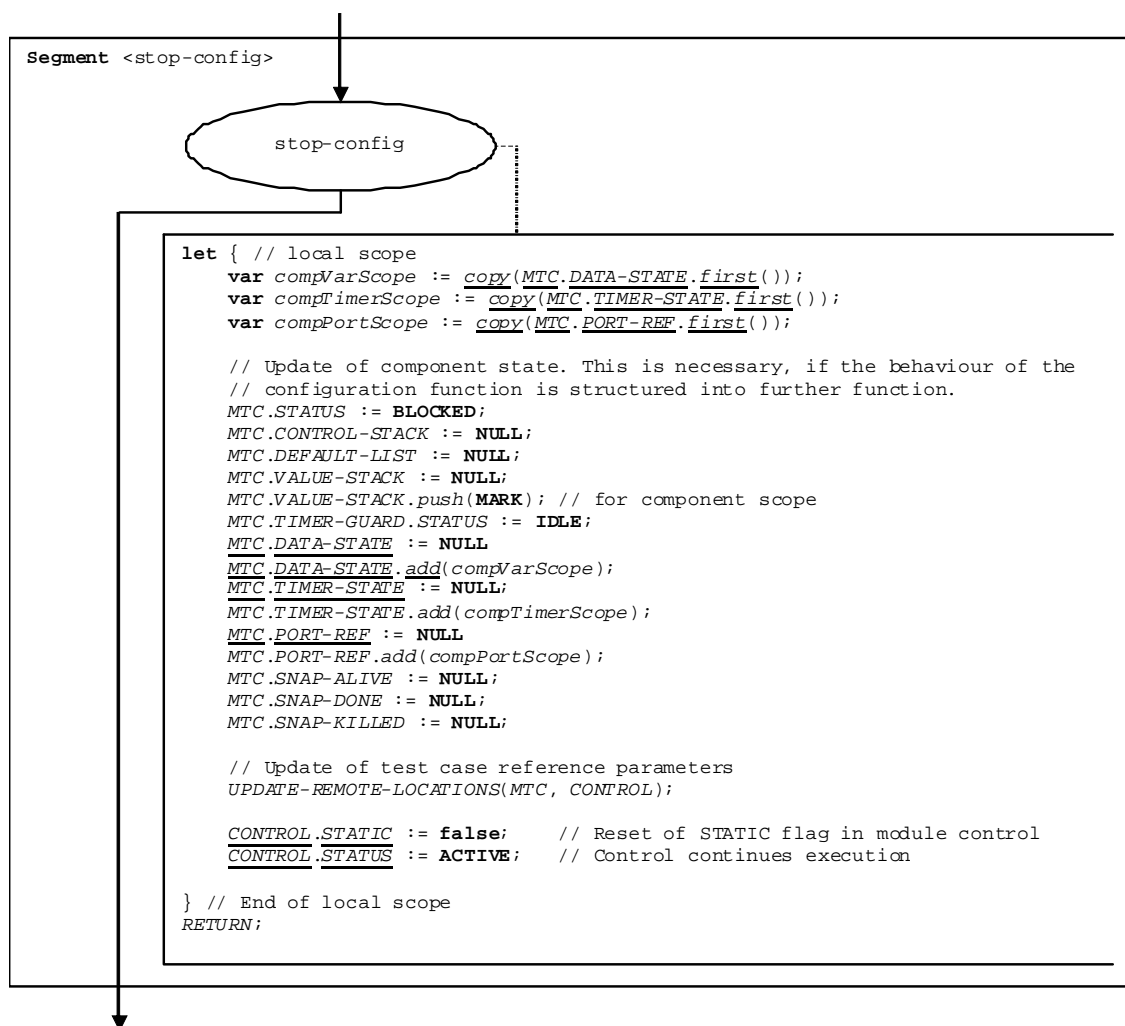 Segment <stop-config>
stop-config
let { // local scope
var compVarScope := copy(MTC.DATA-STATE.first());
var compTimerScope := copy(MTC.TIMER-STATE.first());
var compPortScope := copy(MTC.PORT-REF.first());
// Update of component state. This is necessary, if the behaviour of the
// configuration function is structured into further function.
MTC.STATUS := BLOCKED;
MTC.CONTROL-STACK := NULL;
MTC.DEFAULT-LIST := NULL;
MTC.VALUE-STACK := NULL;
MTC.VALUE-STACK.push(MARK); // for component scope
MTC.TIMER-GUARD.STATUS := IDLE;
MTC.DATA-STATE := NULL
MTC.DATA-STATE.add(compVarScope);
MTC.TIMER-STATE := NULL;
MTC.TIMER-STATE.add(compTimerScope);
MTC.PORT-REF := NULL
MTC.PORT-REF.add(compPortScope);
MTC.SNAP-ALIVE := NULL;
MTC.SNAP-DONE := NULL;
MTC.SNAP-KILLED := NULL;
// Update of test case reference parameters
UPDATE-REMOTE-LOCATIONS(MTC, CONTROL);
CONTROL.STATIC := false; // Reset of STATIC flag in module control
CONTROL.STATUS := ACTIVE; // Control continues execution
} // End of local scope
RETURN;